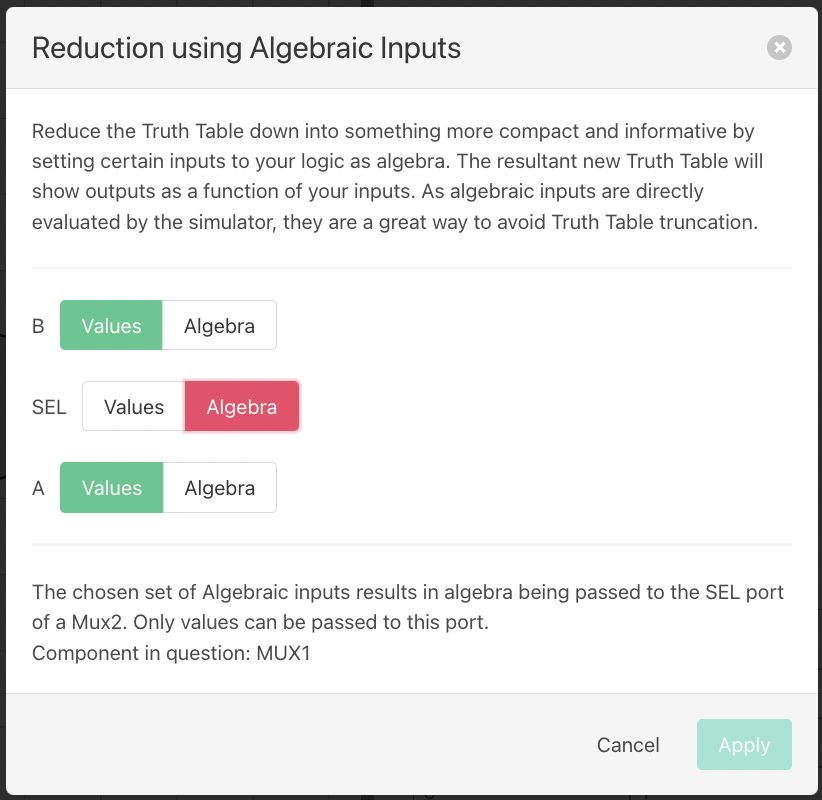 Reduction using Algebraic Inputs
Reduce the Truth Table down into something more compact and informative by
setting certain inputs to your logic as algebra. The resultant new Truth Table will
show outputs as a function of your inputs. As algebraic inputs are directly
evaluated by the simulator, they are a great way to avoid Truth Table truncation.
B Values Algebra
SEL Values Algebra
A Values Algebra
The chosen set of Algebraic inputs results in algebra being passed to the SEL port
of a Mux2. Only values can be passed to this port.
Component in question: MUX1
Cancel Apply